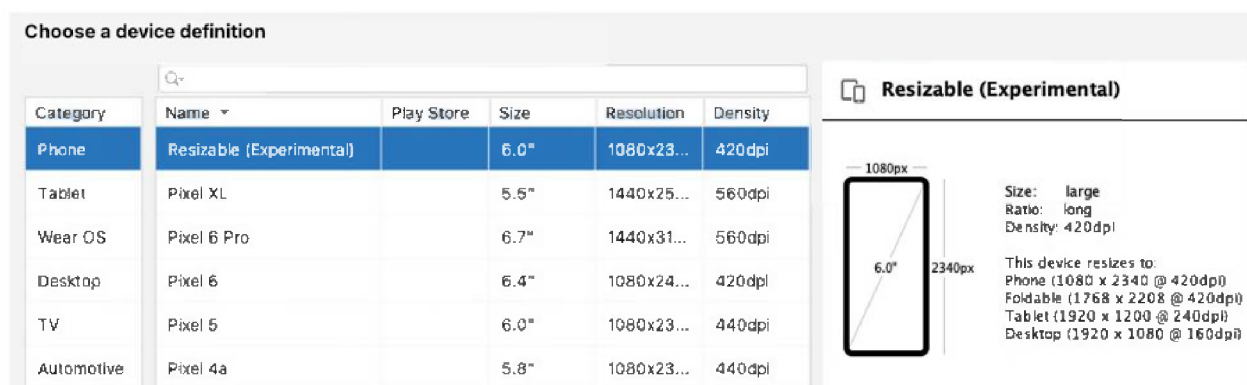 Choose a device definition
Category
Name Play Store Size Resolution Density
Phone Resizable (Experimental) 6.0" 1080x23... 420dpi
Tablet Pixel XL 5.5" 1440x25... 560dpi
Wear OS Pixel 6 Pro 6.7" 1440x31... 560dpi
Desktop Pixel 6 6.4" 1080x24... 420dpi
TV Pixel 5 6.0" 1080x23... 440dpi
Automotive Pixel 4a 5.8" 1080x23... 440dpi
Resizable (Experimental)
1080px
6.0"
2340px
Size: large
Ratio: long
Density: 420dpi
This device resizes to:
Phone (1080 x 2340 @ 420dpi)
Foldable (1768 x 2208 @ 420dpi)
Tablet (1920 x 1200 @ 240dpi)
Desktop (1920 x 1080 @ 160dpi)